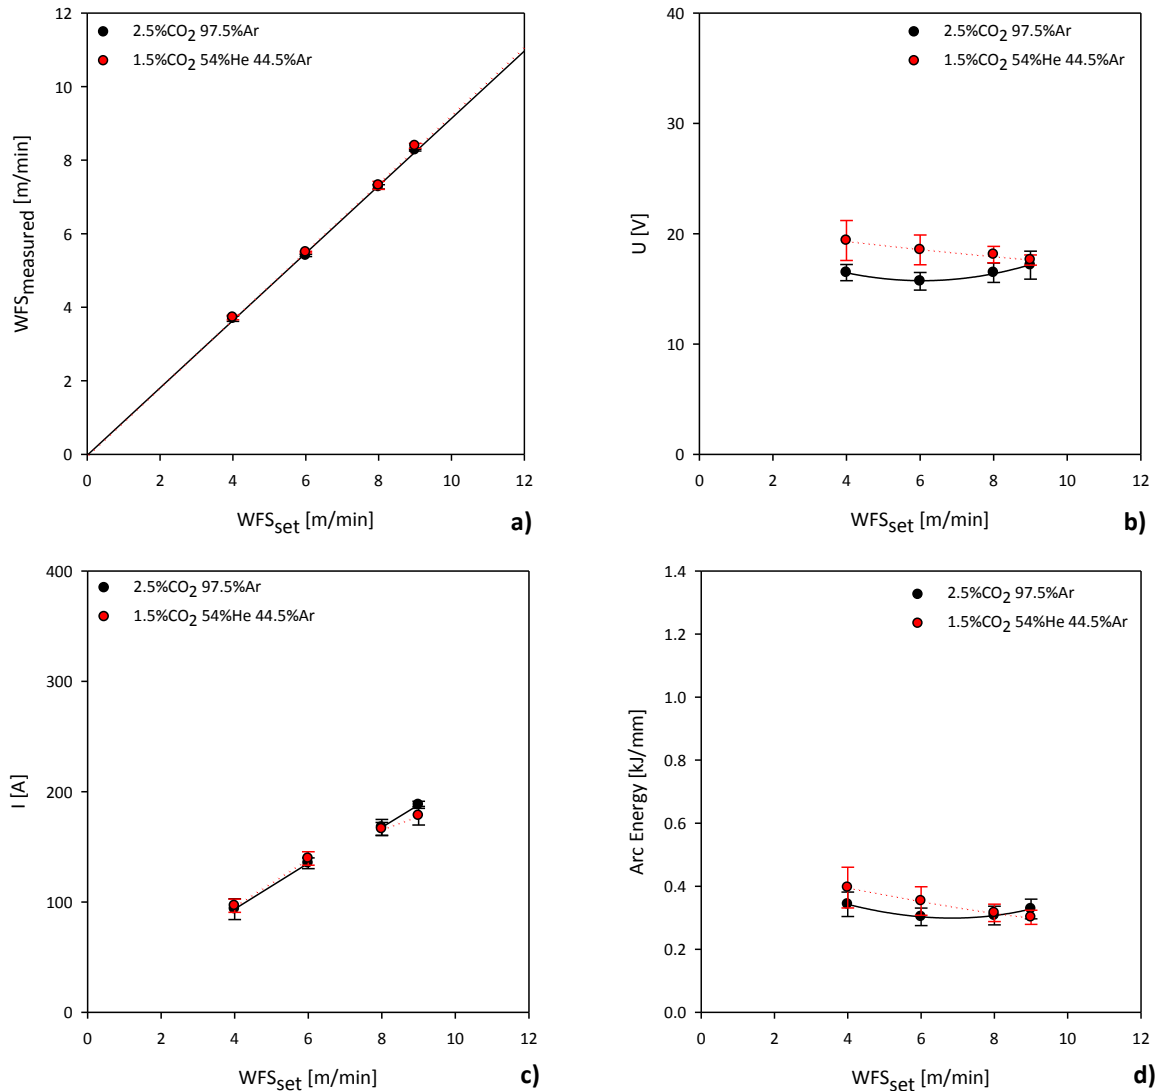 12
10
8
6
4
2
0
WFSmeasured [m/min]
2.5%CO2 97.5%Ar
1.5%CO2 54%He 44.5%Ar
0 2 4 6 8 10 12
WFSset [m/min]
a)
40
30
20
10
0
U [V]
2.5%CO2 97.5%Ar
1.5%CO2 54%He 44.5%Ar
0 2 4 6 8 10 12
WFSset [m/min]
b)
400
300
200
100
0
I [A]
2.5%CO2 97.5%Ar
1.5%CO2 54%He 44.5%Ar
0 2 4 6 8 10 12
WFSset [m/min]
c)
1.4
1.2
1.0
0.8
0.6
0.4
0.2
0.0
Arc Energy [kJ/mm]
2.5%CO2 97.5%Ar
1.5%CO2 54%He 44.5%Ar
0 2 4 6 8 10 12
WFSset [m/min]
d)